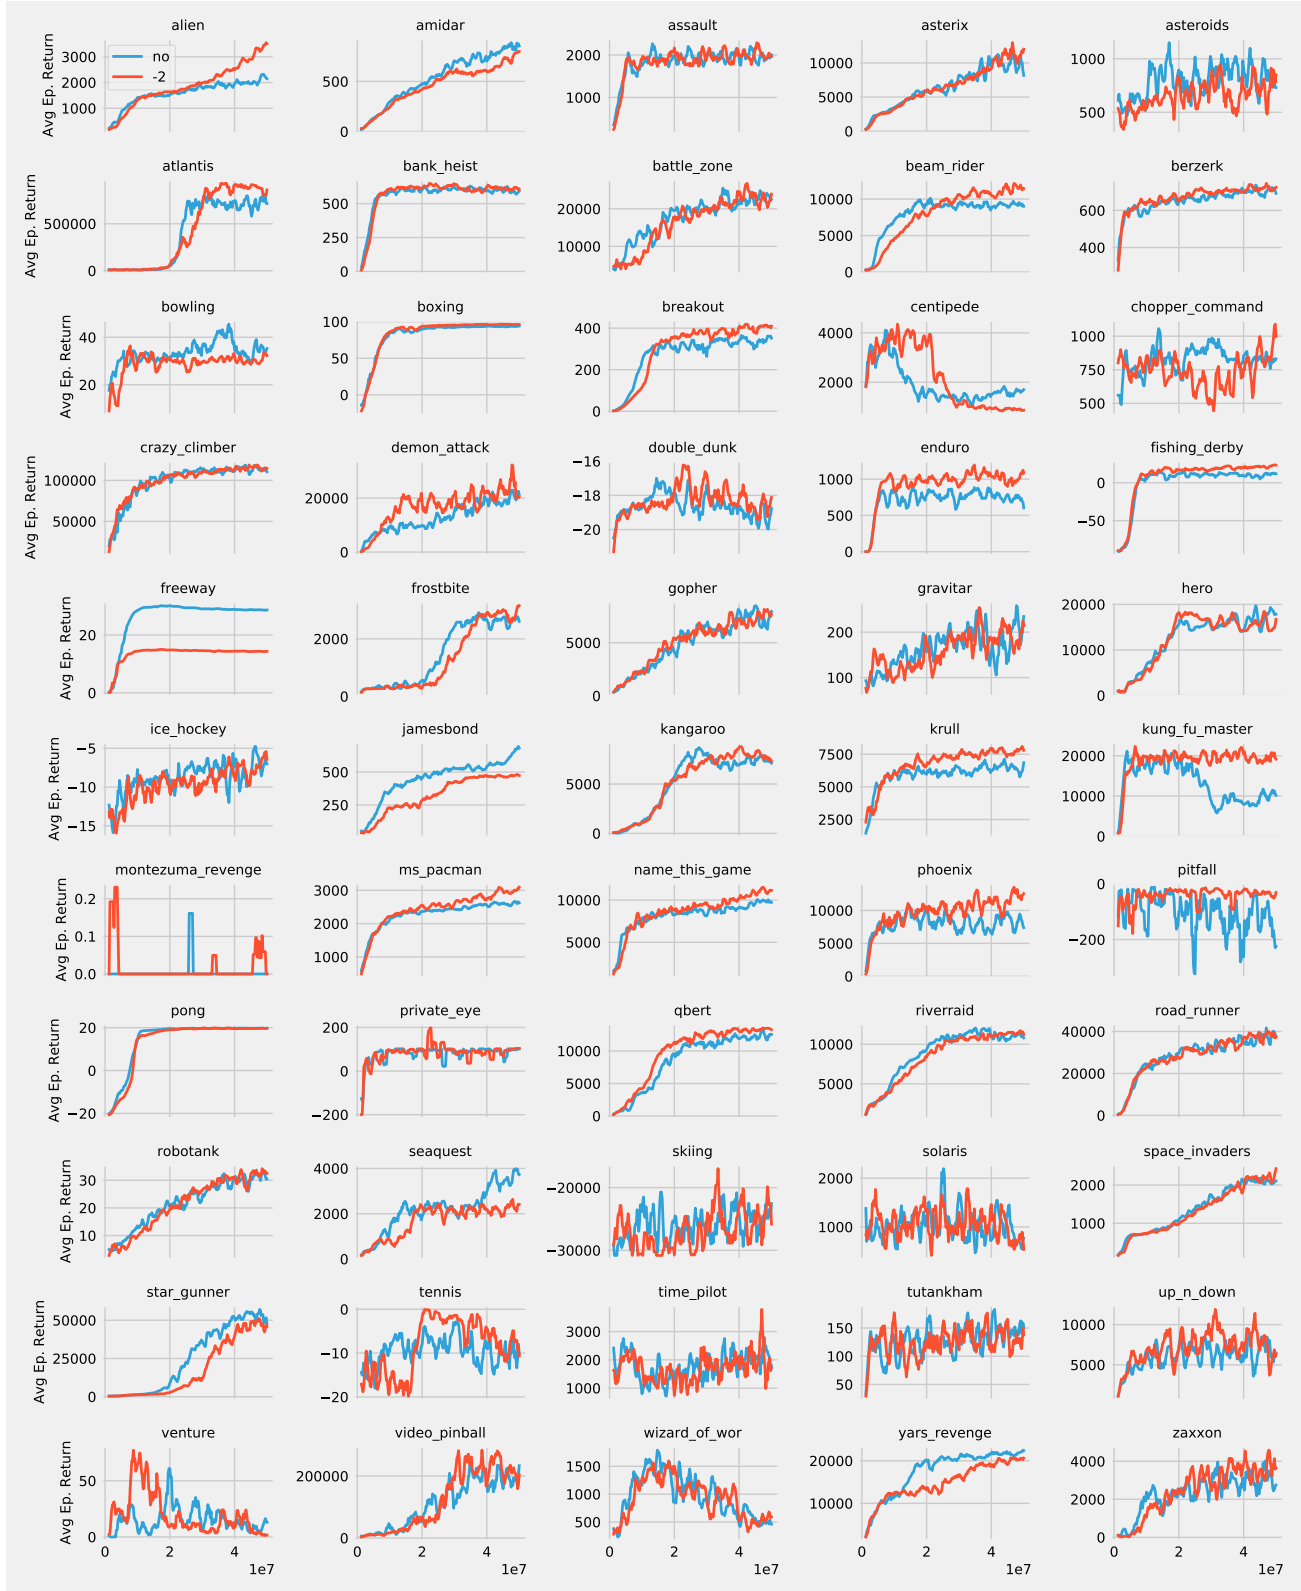 alien amidar assault asterix asteroids
Avg Ep. Return
3000 2000 1000
no
-2
500 0
2000 1000
10000 5000 0
1000 500
atlantis bank_heist battle_zone beam_rider berzerk
Avg Ep. Return
500000 0
500 250 0
20000 10000
10000 5000 0
600 400
bowling boxing breakout centipede chopper_command
Avg Ep. Return
40 20
100 50 0
400 200 0
4000 2000
1000 750 500
crazy_climber demon_attack double_dunk enduro fishing_derby
Avg Ep. Return
100000 50000
20000 0
−16 −18 −20
1000 500 0
0 −50
freeway frostbite gopher gravitar hero
Avg Ep. Return
20 0
2000 0
5000 0
200 100
20000 10000 0
ice_hockey jamesbond kangaroo krull kung_fu_master
Avg Ep. Return
−5 −10 −15
500 250
5000 0
7500 5000 2500
20000 10000 0
montezuma_revenge ms_pacman name_this_game phoenix pitfall
Avg Ep. Return
0.2 0.1 0.0
3000 2000 1000
10000 5000
10000 5000 0
0 −200
pong private_eye qbert riverraid road_runner
Avg Ep. Return
20 0 −20
200 0 −200
10000 5000 0
10000 5000
40000 20000 0
robotank seaquest skiing solaris space_invaders
Avg Ep. Return
30 20 10
4000 2000 0
−20000 −30000
2000 1000
2000 1000
star_gunner tennis time_pilot tutankham up_n_down
Avg Ep. Return
50000 25000 0
0 −10 −20
3000 2000 1000
150 100 50
10000 5000
venture video_pinball wizard_of_wor yars_revenge zaxxon
Avg Ep. Return
50 0
200000 0
1500 1000 500
20000 10000
4000 2000 0
0 2 4 0 2 4 0 2 4 0 2 4 0 2 4
1e7 1e7 1e7 1e7 1e7